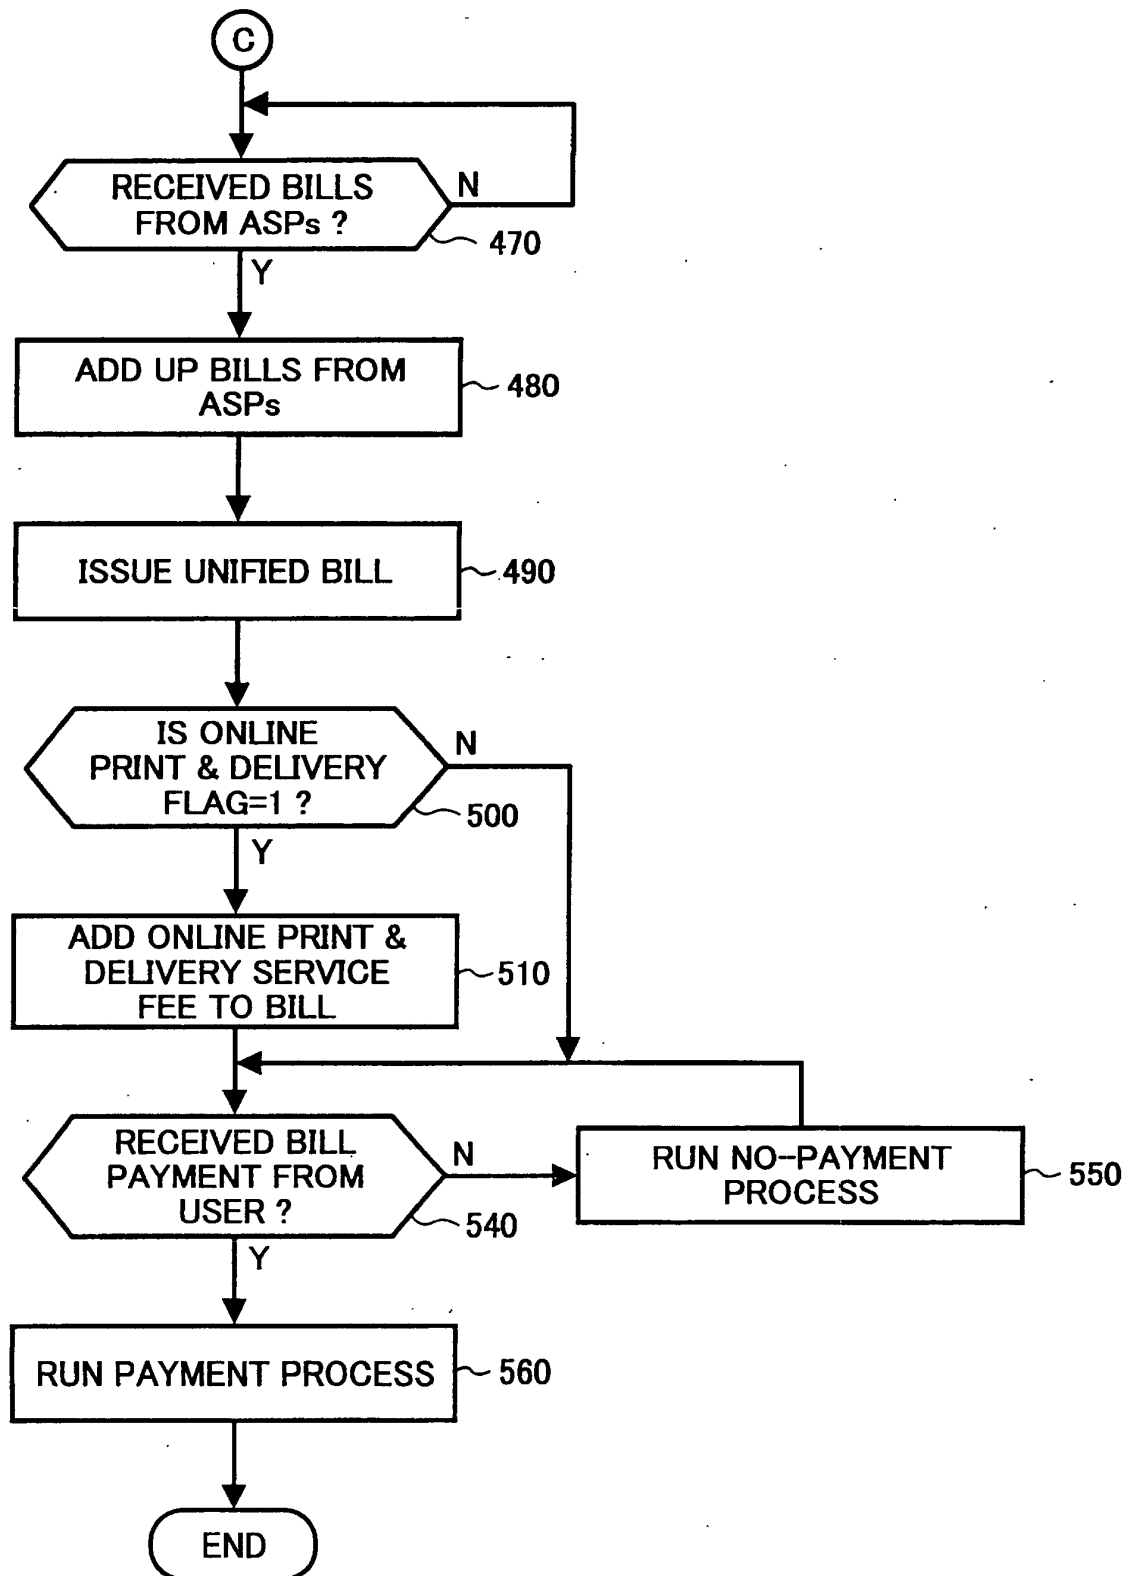 C
RECEIVED BILLS
FROM ASPs ?
N
470
Y
ADD UP BILLS FROM
ASPs
480
ISSUE UNIFIED BILL
490
IS ONLINE
PRINT & DELIVERY
FLAG=1 ?
N
500
Y
ADD ONLINE PRINT &
DELIVERY SERVICE
FEE TO BILL
510
RECEIVED BILL
PAYMENT FROM
USER ?
N
540
RUN NO-PAYMENT
PROCESS
550
Y
RUN PAYMENT PROCESS
560
END